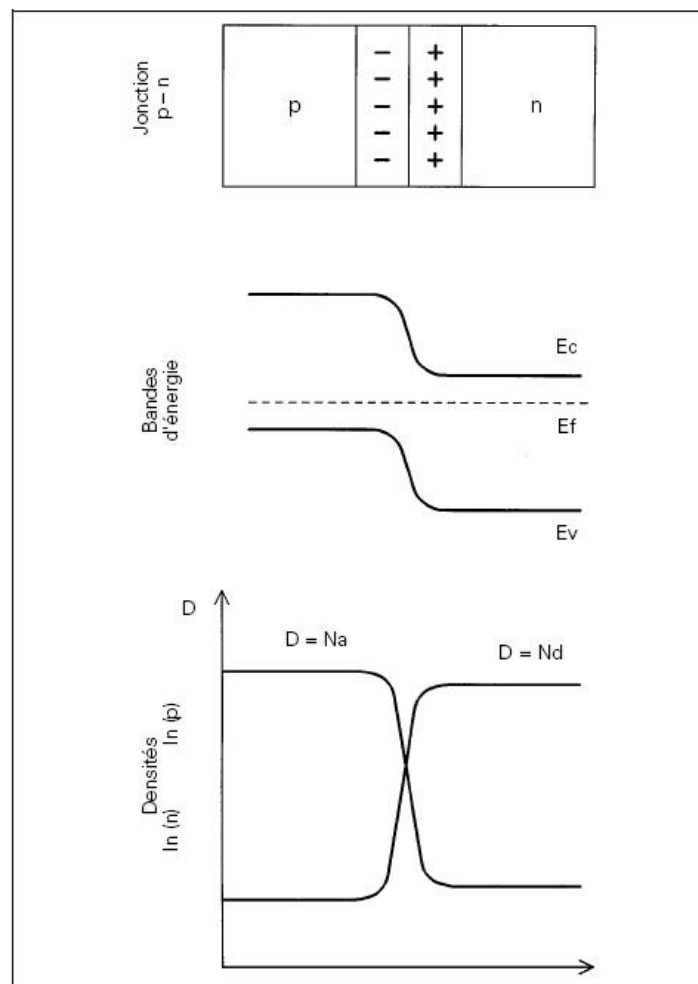 Jonction
p – n
p
–
–
–
–
–
+
+
+
+
+
n
Bandes
d'énergie
Ec
Ef
Ev
D
D = Na
D = Nd
Densités
ln (n) ln (p)